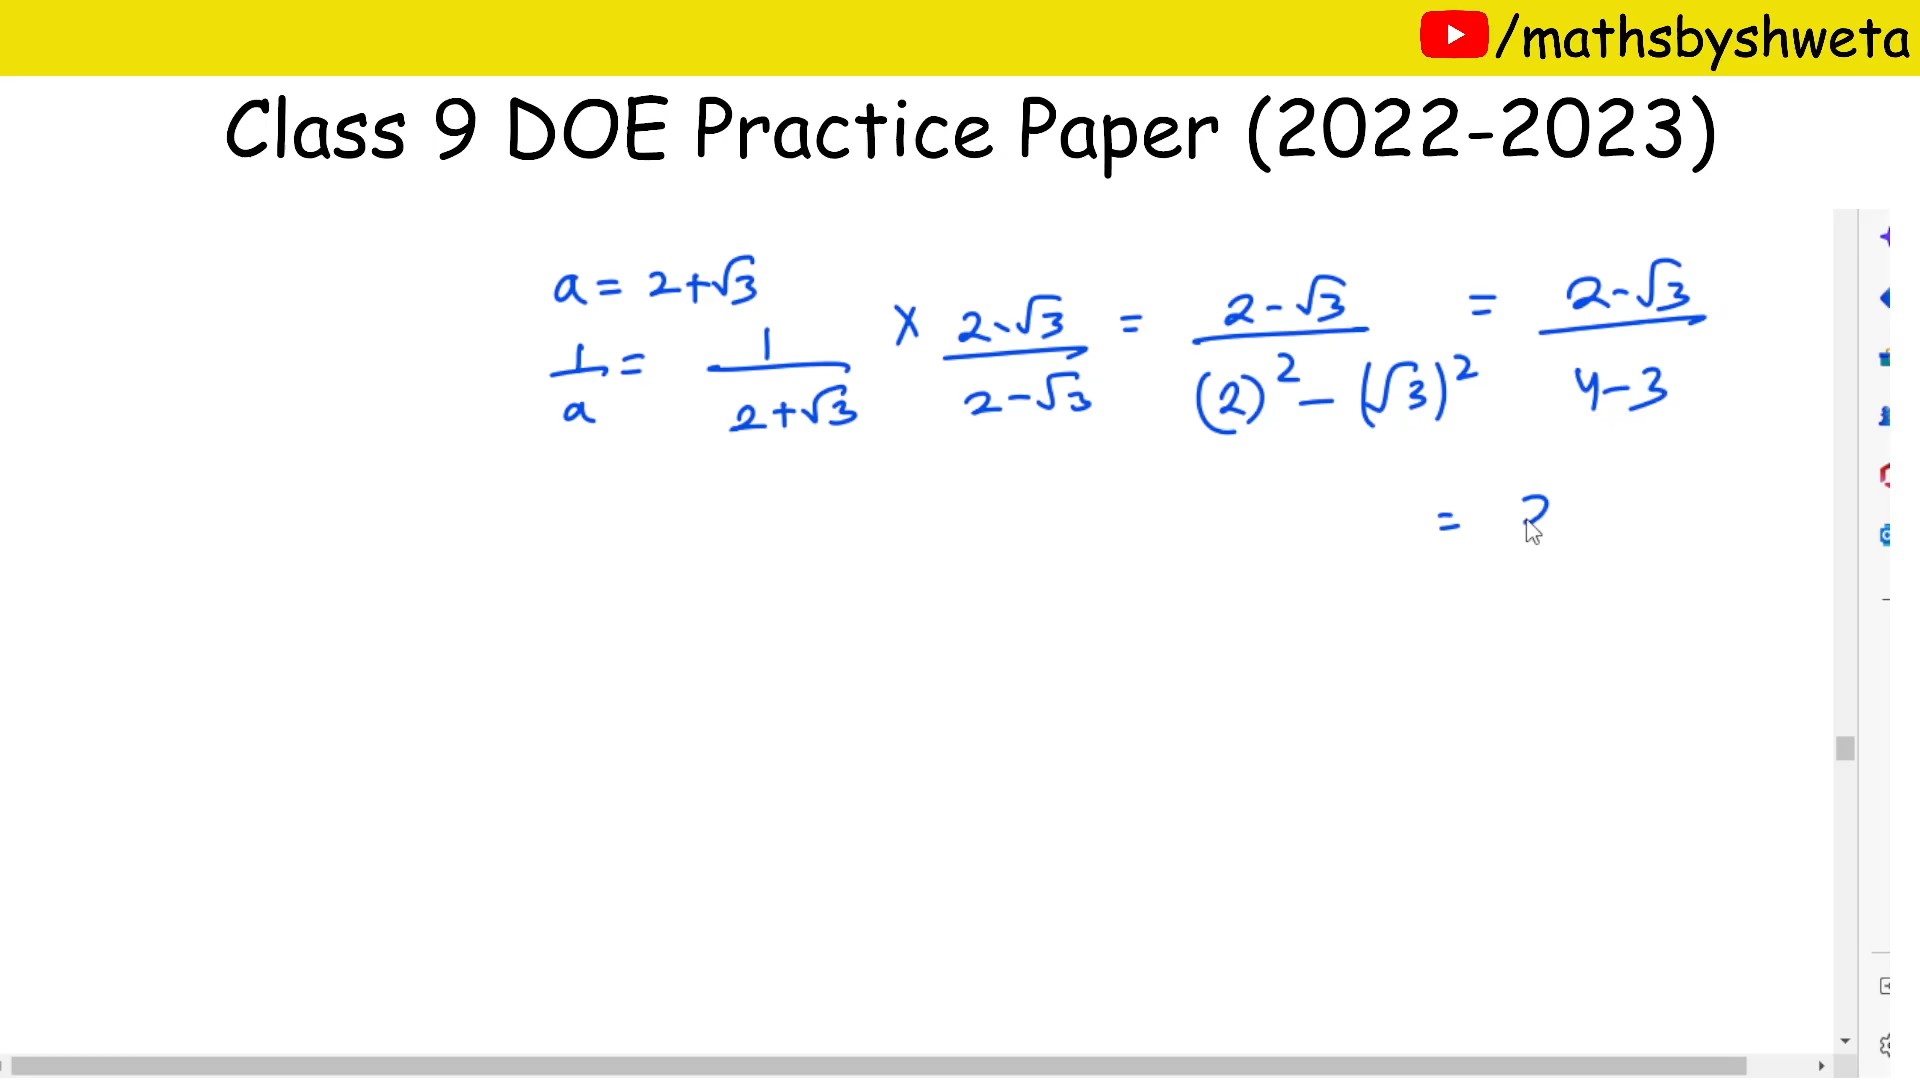 /mathsbyshweta
Class 9 DOE Practice Paper (2022-2023)
a = 2+√3
1/a = 1/(2+√3) × (2-√3)/(2-√3) = (2-√3)/((2)² - (√3)²) = (2-√3)/(4-3)
= 2